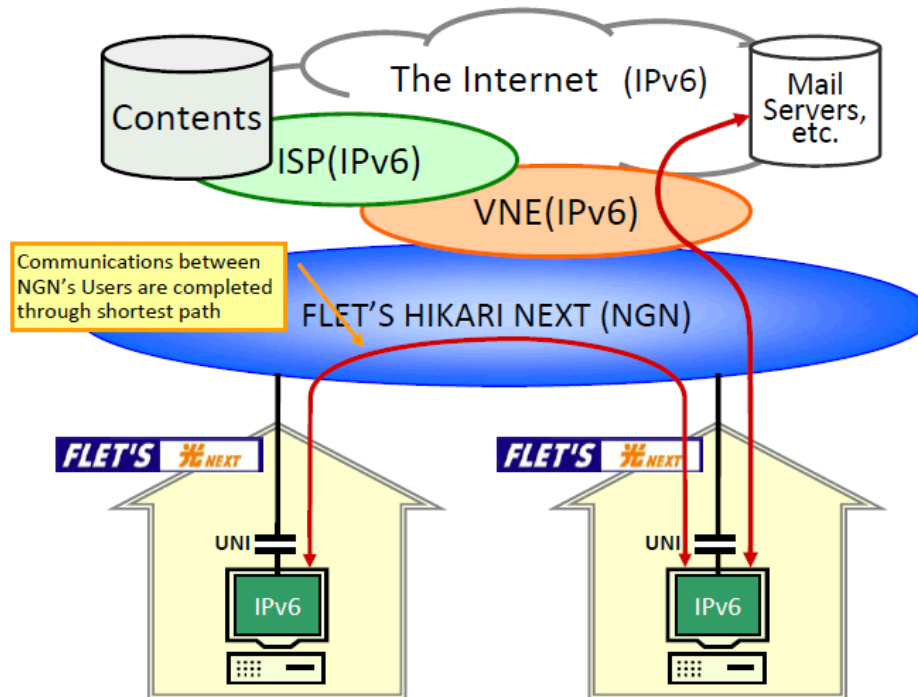 The Internet (IPv6)
Contents
Mail
Servers,
etc.
ISP(IPv6)
VNE(IPv6)
Communications between
NGN's Users are completed
through shortest path
FLET'S HIKARI NEXT (NGN)
FLET'S 光NEXT
FLET'S 光NEXT
UNI
UNI
IPv6
IPv6